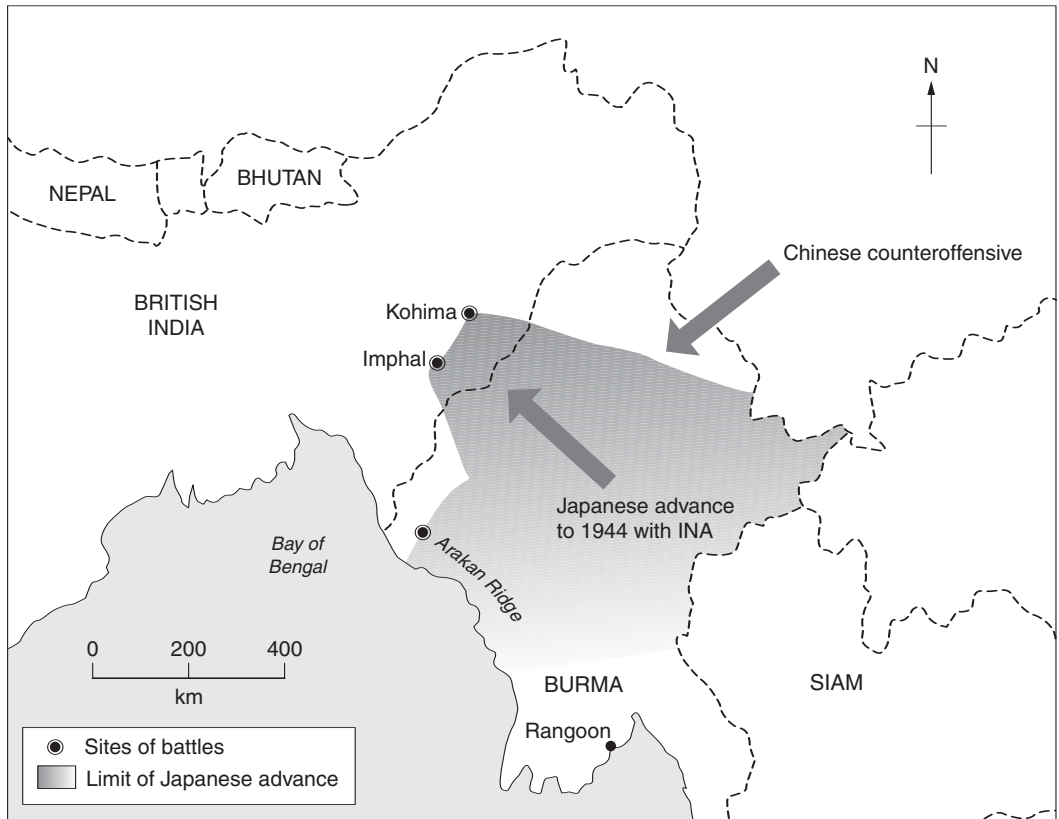 N
NEPAL
BHUTAN
Chinese counteroffensive
BRITISH
INDIA
Kohima
Imphal
Japanese advance
to 1944 with INA
Bay of
Bengal
Arakan Ridge
0 200 400
km
BURMA
SIAM
Rangoon
Sites of battles
Limit of Japanese advance